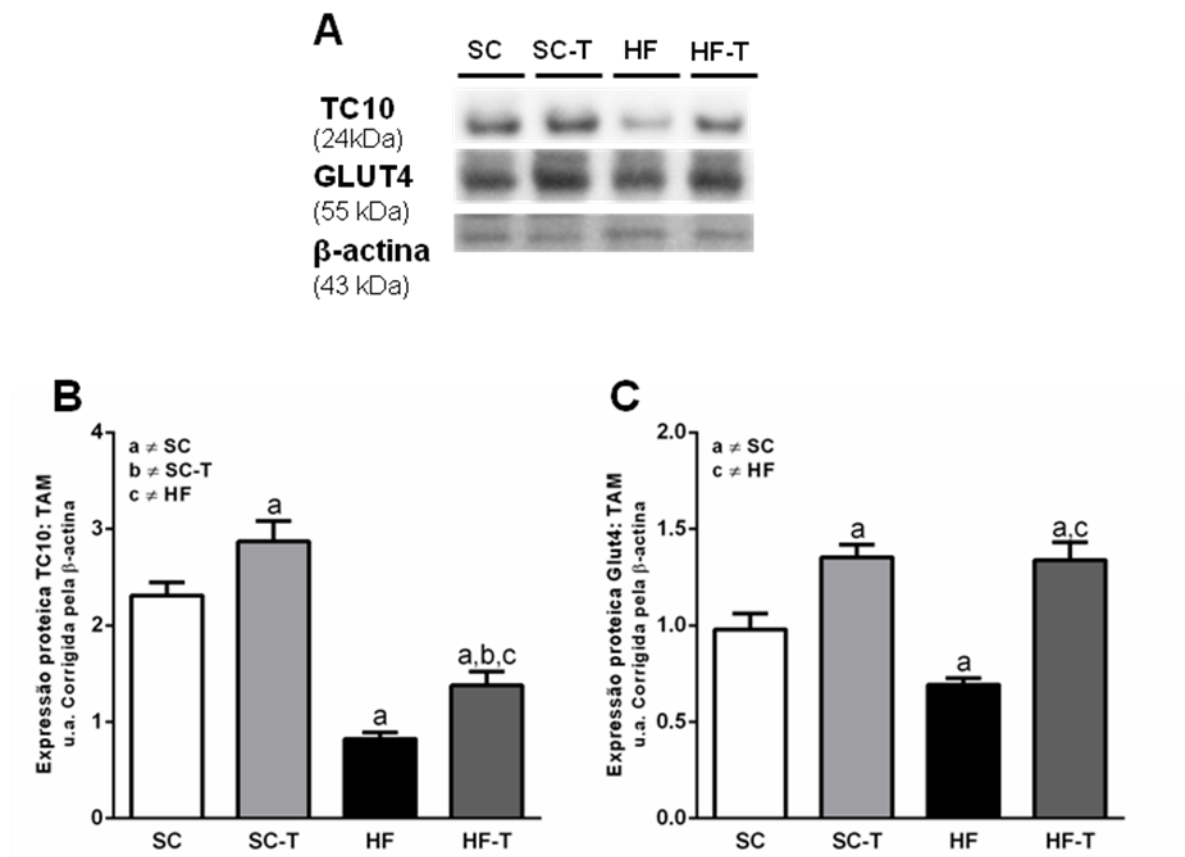 A
SC SC-T HF HF-T
TC10
(24kDa)
GLUT4
(55 kDa)
β-actina
(43 kDa)
B
Expressão proteica TC10: TAM
u.a. Corrigida pela β-actina
4
3
2
1
0
a ≠ SC
b ≠ SC-T
c ≠ HF
a
a
a,b,c
SC SC-T HF HF-T
C
Expressão proteica Glut4: TAM
u.a. Corrigida pela β-actina
2.0
1.5
1.0
0.5
0.0
a ≠ SC
c ≠ HF
a
a
a,c
SC SC-T HF HF-T